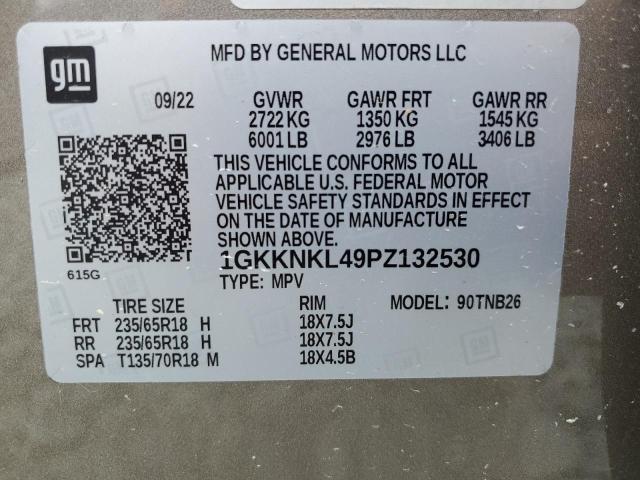 gm
MFD BY GENERAL MOTORS LLC
09/22 GVWR GAWR FRT GAWR RR
2722 KG 1350 KG 1545 KG
6001 LB 2976 LB 3406 LB
THIS VEHICLE CONFORMS TO ALL
APPLICABLE U.S. FEDERAL MOTOR
VEHICLE SAFETY STANDARDS IN EFFECT
ON THE DATE OF MANUFACTURE
SHOWN ABOVE.
615G
1GKKNKL49PZ132530
TYPE: MPV
TIRE SIZE RIM MODEL: 90TNB26
FRT 235/65R18 H 18X7.5J
RR 235/65R18 H 18X7.5J
SPA T135/70R18 M 18X4.5B